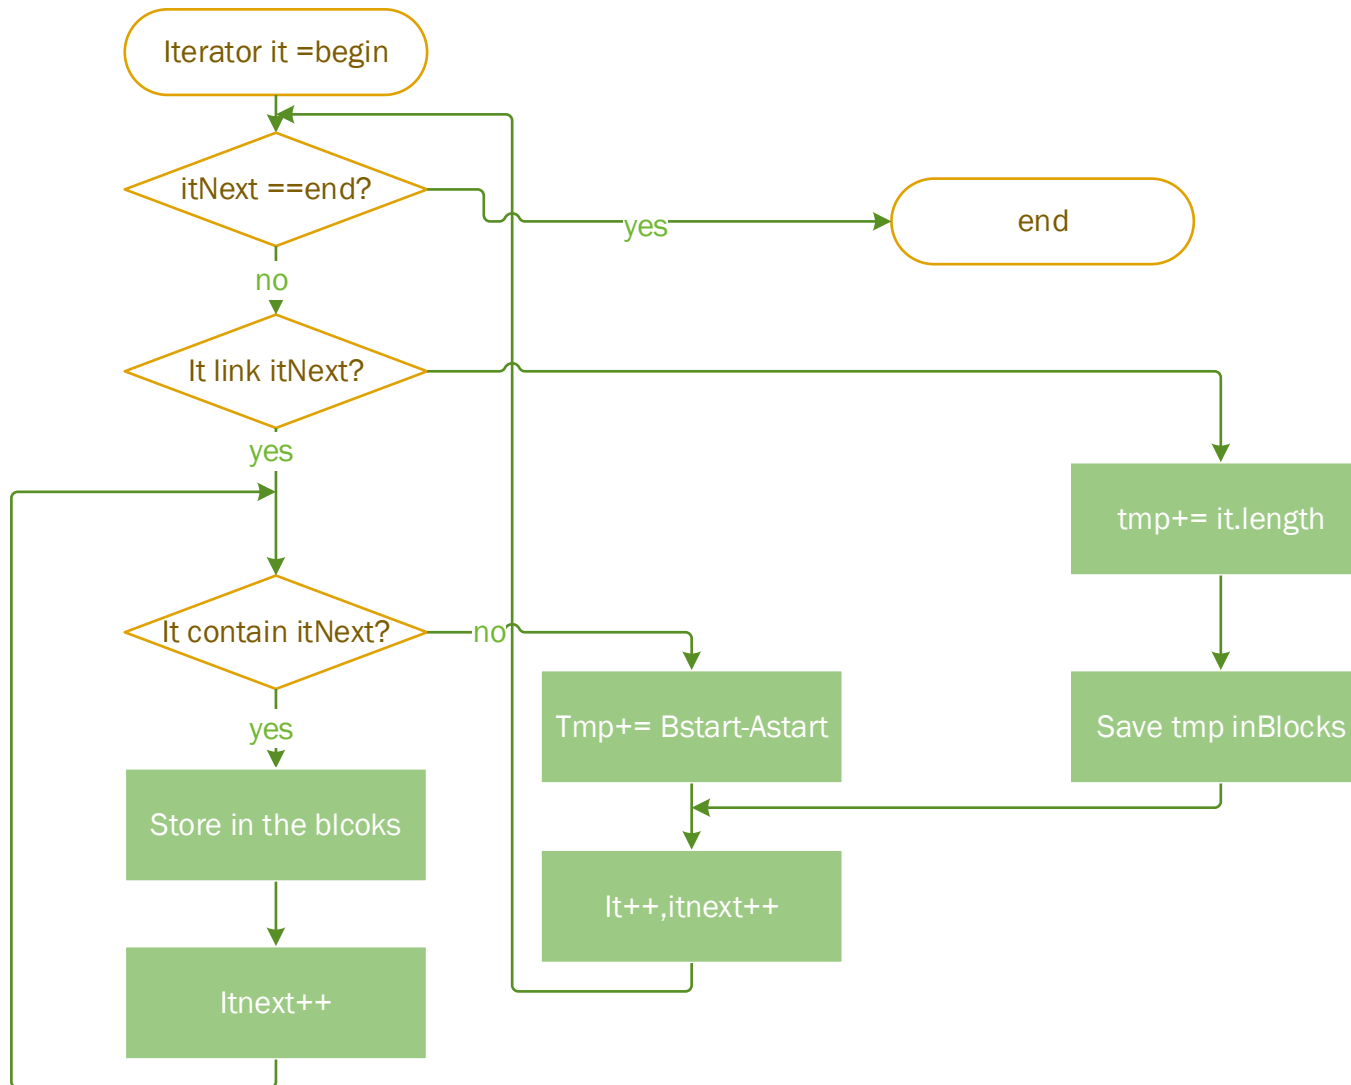 Iterator it =begin
itNext ==end?
yes
end
no
It link itNext?
yes
tmp+= it.length
It contain itNext?
no
Tmp+= Bstart-Astart
Save tmp inBlocks
yes
Store in the blcoks
It++,itnext++
Itnext++